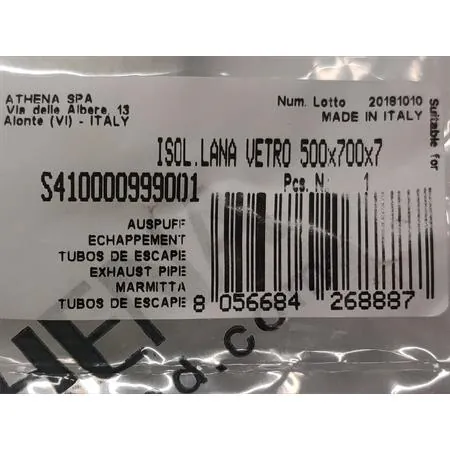 ATHENA SPA
Via delle Albere, 13
Alonte (VI) - ITALY
Num. Lotto 20181010
MADE IN ITALY
Suitable for
ISOL.LANA VETRO 500x700x7
S410000999001
Pcs. N. 1
AUSPUFF
ECHAPPEMENT
TUBOS DE ESCAPE
EXHAUST PIPE
MARMITTA
TUBOS DE ESCAPE
8 056684 268887